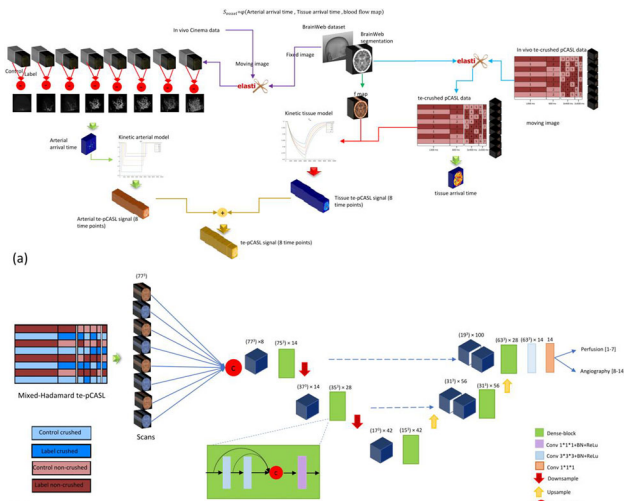 S_model=φ(Arterial arrival time , Tissue arrival time , blood flow map)
In vivo Cinema data
Moving image
BrainWeb dataset
Fixed image
BrainWeb segmentation
elasti
elasti
In vivo te-crushed pCASL data
Control
Label
f map
te-crushed pCASL data
moving image
Kinetic tissue model
Arterial arrival time
Kinetic arterial model
tissue arrival time
Arterial te-pCASL signal (8 time points)
Tissue te-pCASL signal (8 time points)
te-pCASL signal (8 time points)
(a)
(77³)
Mixed-Hadamard te-pCASL
Scans
C
(77³) ×8
(75³) × 14
(37³) × 14
(35³) × 28
(17³) × 42
(15³) × 42
(31³) × 56
(31³) × 56
(19³) × 100
(63³) × 28
(63³) × 14
14
Perfusion [1-7]
Angiography [8-14
Control crushed
Label crushed
Control non-crushed
Label non-crushed
Dense-block
Conv 1*1*1+BN+ReLu
Conv 3*3*3+BN+ReLu
Conv 1*1*1
Downsample
Upsample